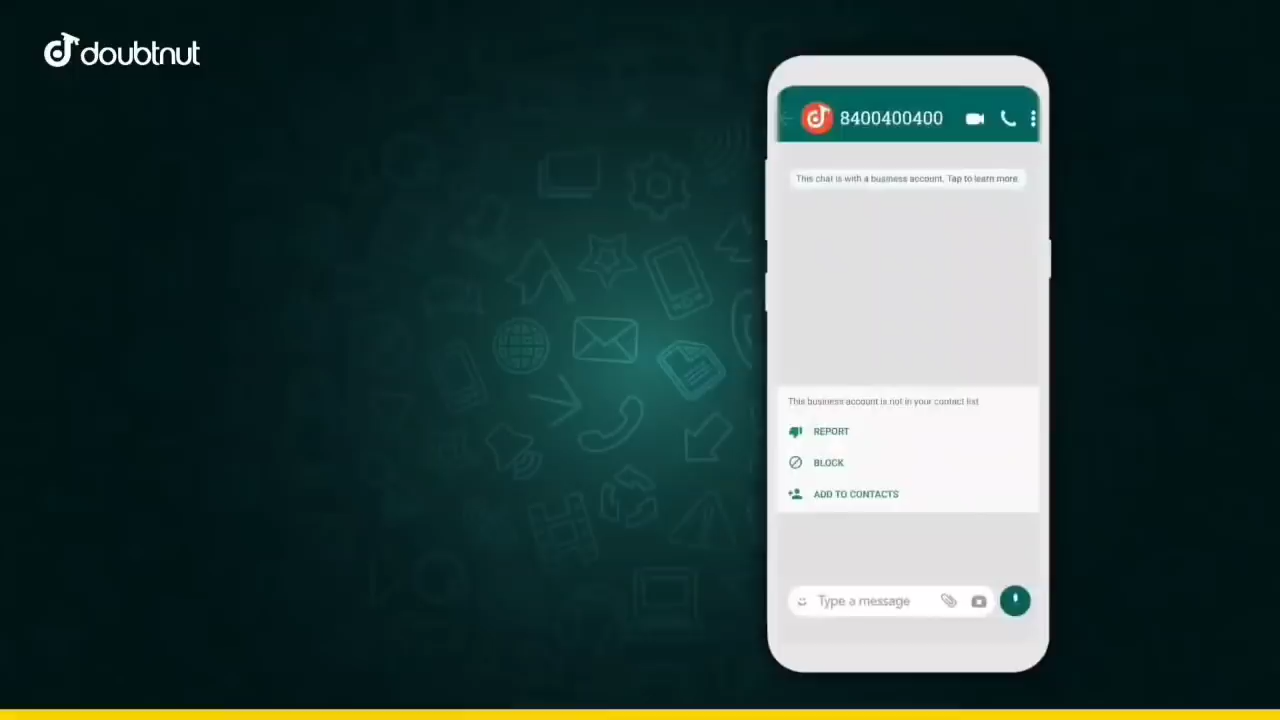 doubtnut
8400400400
This chat is with a business account. Tap to learn more.
This business account is not in your contact list
REPORT
BLOCK
ADD TO CONTACTS
Type a message